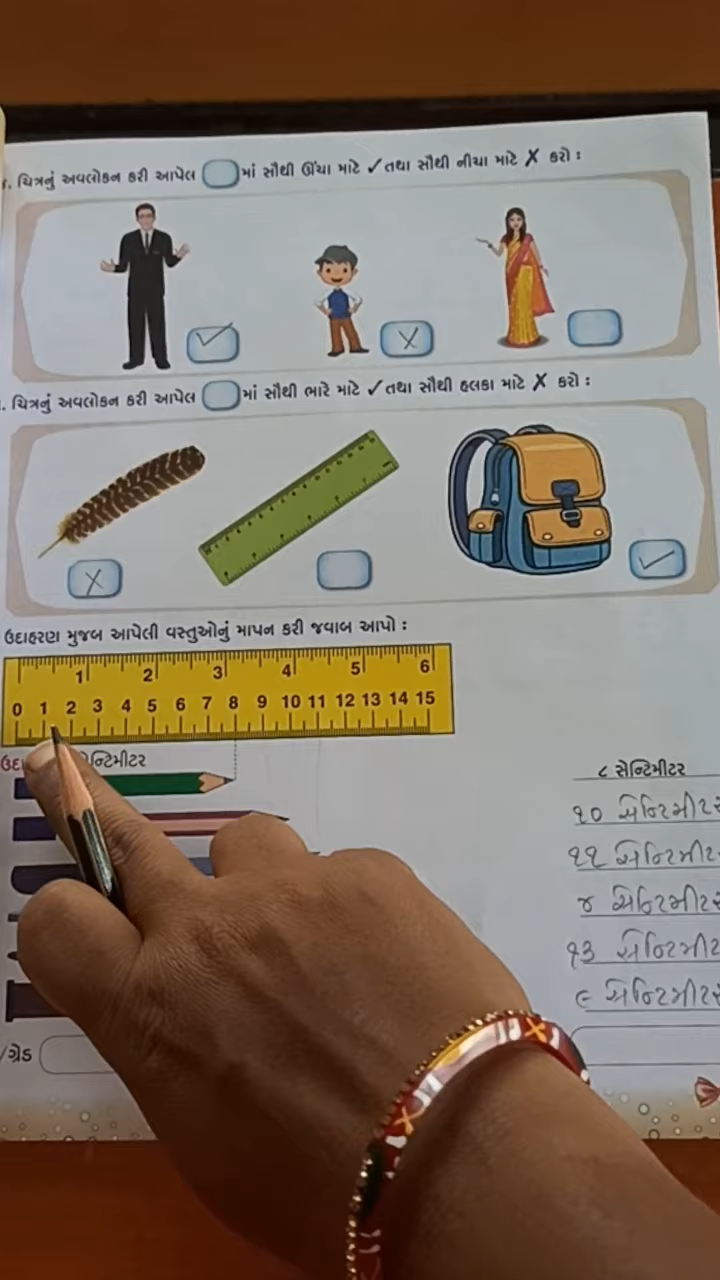 ચિત્રનું અવલોકન કરી આપેલ માં સૌથી ઊંચા માટે ✓ તથા સૌથી નીચા માટે ✗ કરો :
✓ ✗
ચિત્રનું અવલોકન કરી આપેલ માં સૌથી ભારે માટે ✓ તથા સૌથી હલકા માટે ✗ કરો :
✗ ✓
ઉદાહરણ મુજબ આપેલી વસ્તુઓનું માપન કરી જવાબ આપો :
1 2 3 4 5 6
0 1 2 3 4 5 6 7 8 9 10 11 12 13 14 15
૮ સેન્ટિમીટર
૧૦ સેન્ટિમીટર
૧૧ સેન્ટિમીટર
૪ સેન્ટિમીટર
૧૩ સેન્ટિમીટર
૯ સેન્ટિમીટર
/ગ્રેડ